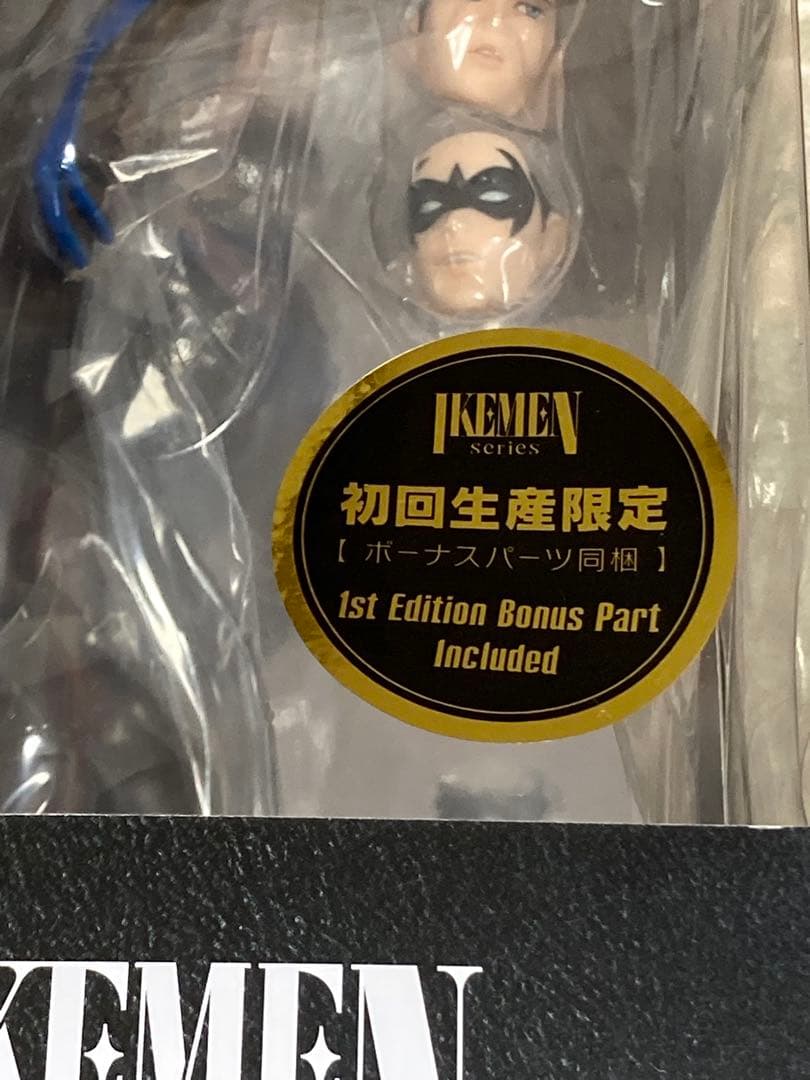 IKEMEN
series
初回生産限定
【 ボーナスパーツ同梱 】
1st Edition Bonus Part
Included
KEMEN